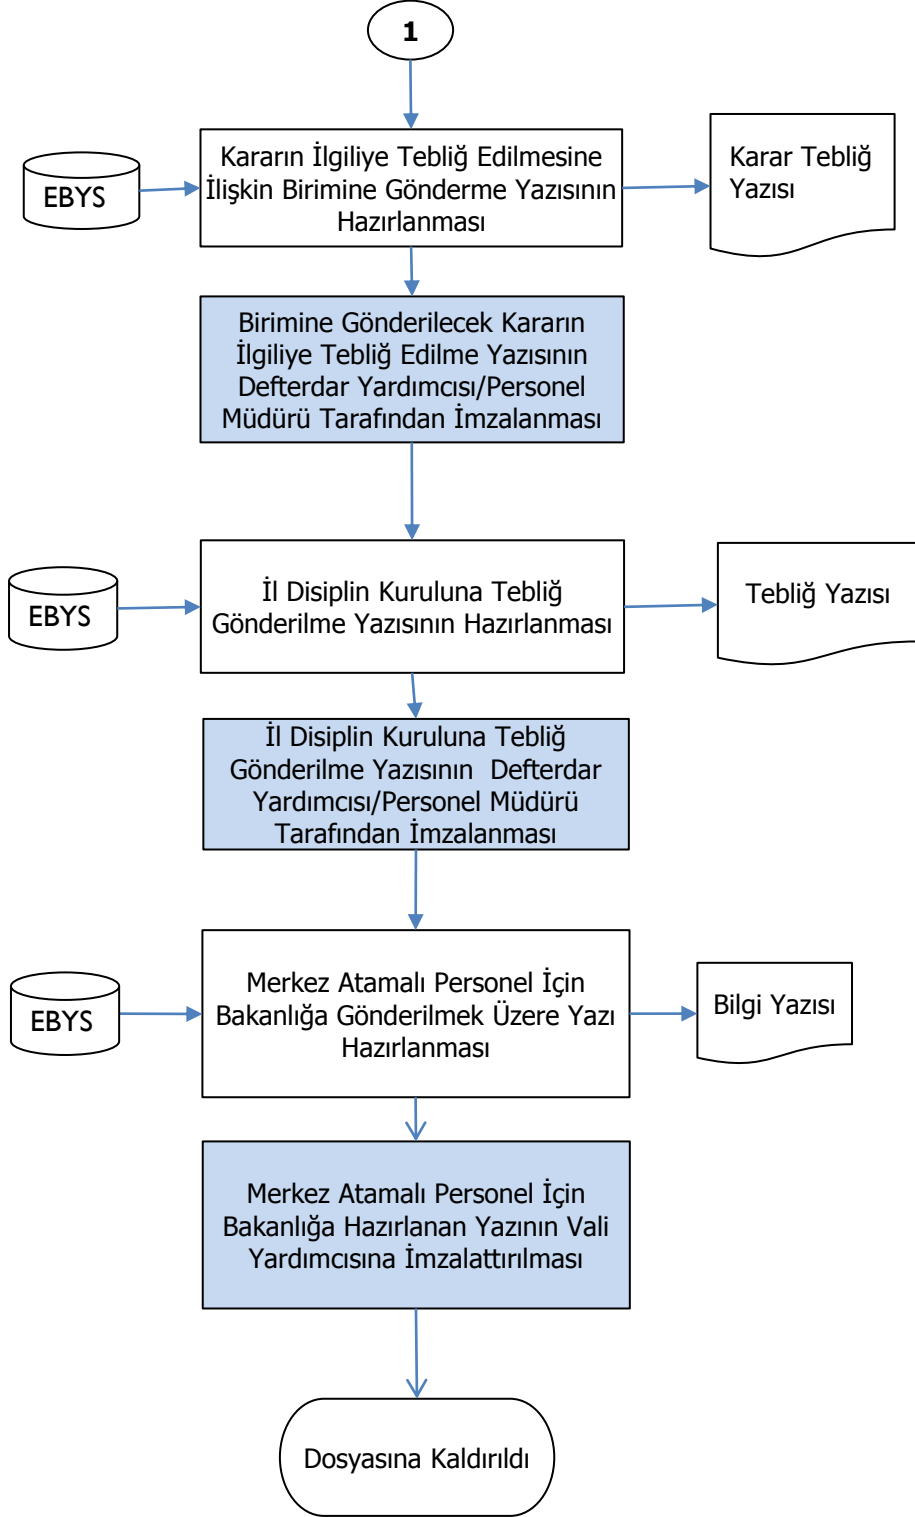 1
EBYS
Kararın İlgiliye Tebliğ Edilmesine
İlişkin Birimine Gönderme Yazısının
Hazırlanması
Karar Tebliğ
Yazısı
Birimine Gönderilecek Kararın
İlgiliye Tebliğ Edilme Yazısının
Defterdar Yardımcısı/Personel
Müdürü Tarafından İmzalanması
EBYS
İl Disiplin Kuruluna Tebliğ
Gönderilme Yazısının Hazırlanması
Tebliğ Yazısı
İl Disiplin Kuruluna Tebliğ
Gönderilme Yazısının  Defterdar
Yardımcısı/Personel Müdürü
Tarafından İmzalanması
EBYS
Merkez Atamalı Personel İçin
Bakanlığa Gönderilmek Üzere Yazı
Hazırlanması
Bilgi Yazısı
Merkez Atamalı Personel İçin
Bakanlığa Hazırlanan Yazının Vali
Yardımcısına İmzalattırılması
Dosyasına Kaldırıldı